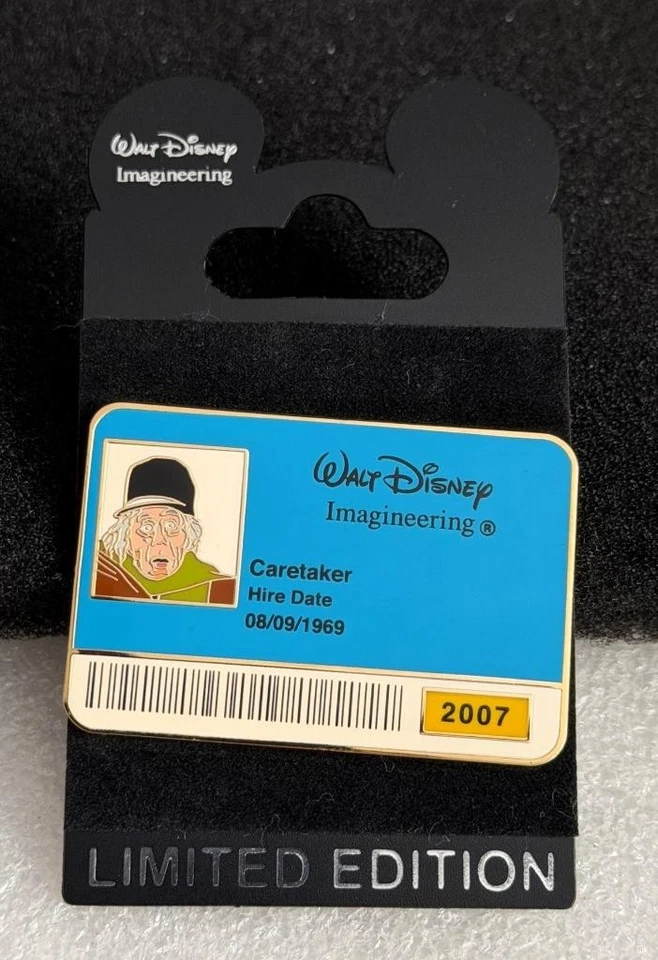 WALT DISNEY
Imagineering
WALT DISNEY
Imagineering ®
Caretaker
Hire Date
08/09/1969
2007
LIMITED EDITION